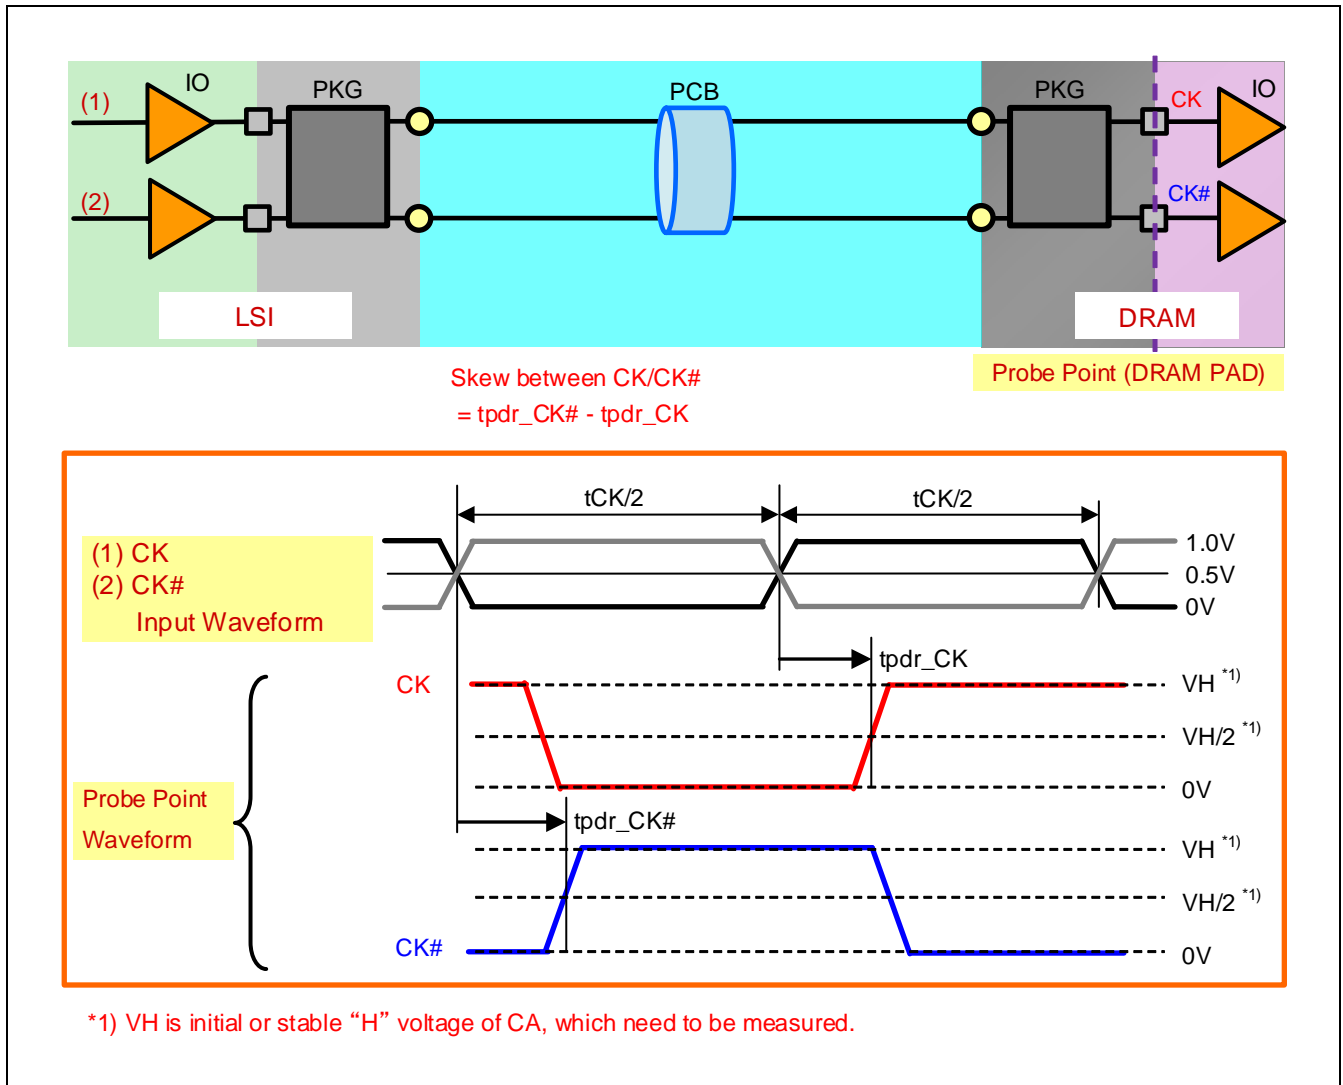 IO
PKG
PCB
PKG
IO
(1)
CK
(2)
CK#
LSI
DRAM
Skew between CK/CK#
= tpdr_CK# - tpdr_CK
Probe Point (DRAM PAD)
tCK/2
tCK/2
(1) CK
(2) CK#
Input Waveform
1.0V
0.5V
0V
tpdr_CK
CK
VH *1)
VH/2 *1)
0V
Probe Point
Waveform
tpdr_CK#
VH *1)
VH/2 *1)
CK#
0V
*1) VH is initial or stable “H” voltage of CA, which need to be measured.